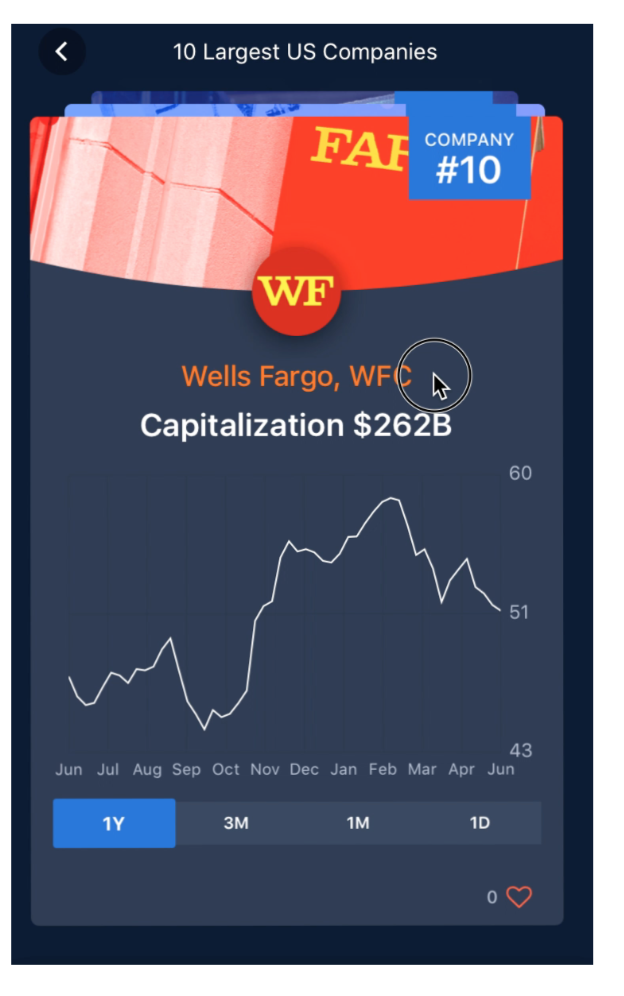 10 Largest US Companies
FAR
COMPANY
#10
WF
Wells Fargo, WFC
Capitalization $262B
60
51
43
Jun Jul Aug Sep Oct Nov Dec Jan Feb Mar Apr Jun
1Y 3M 1M 1D
0